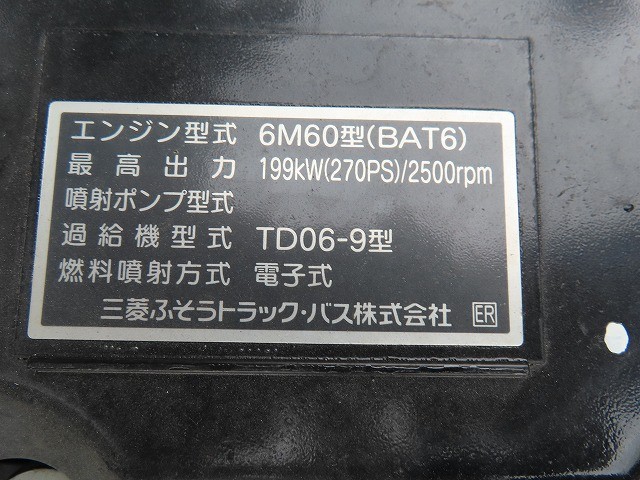 エンジン型式 6M60型(BAT6)
最高出力 199kW(270PS)/2500rpm
噴射ポンプ型式
過給機型式 TD06-9型
燃料噴射方式 電子式
三菱ふそうトラック・バス株式会社 ER